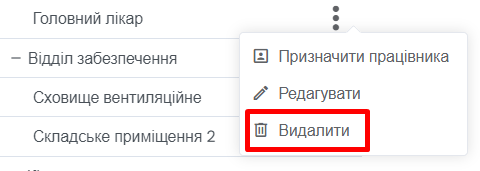 Головний лікар
Відділ забезпечення
Призначити працівника
Сховище вентиляційне
Редагувати
Складське приміщення 2
Видалити